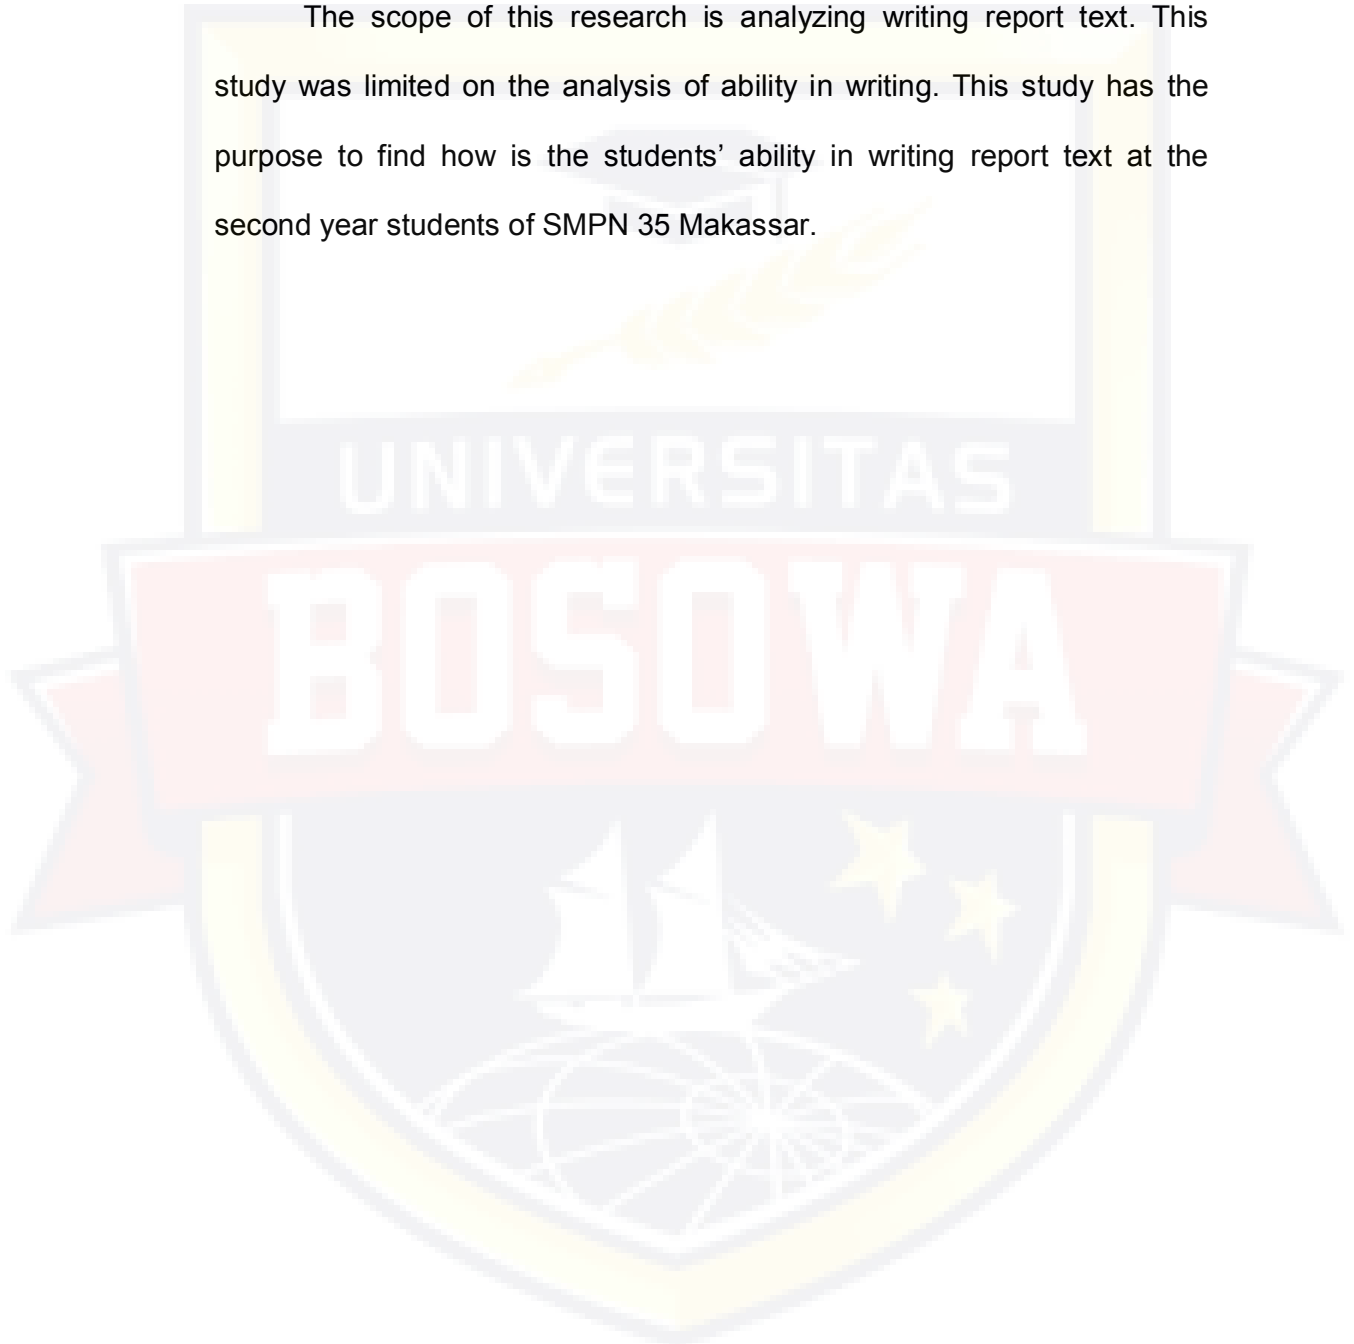 The scope of this research is analyzing writing report text. This
study was limited on the analysis of ability in writing. This study has the
purpose to find how is the students’ ability in writing report text at the
second year students of SMPN 35 Makassar.
UNIVERSITAS
BOSOWA